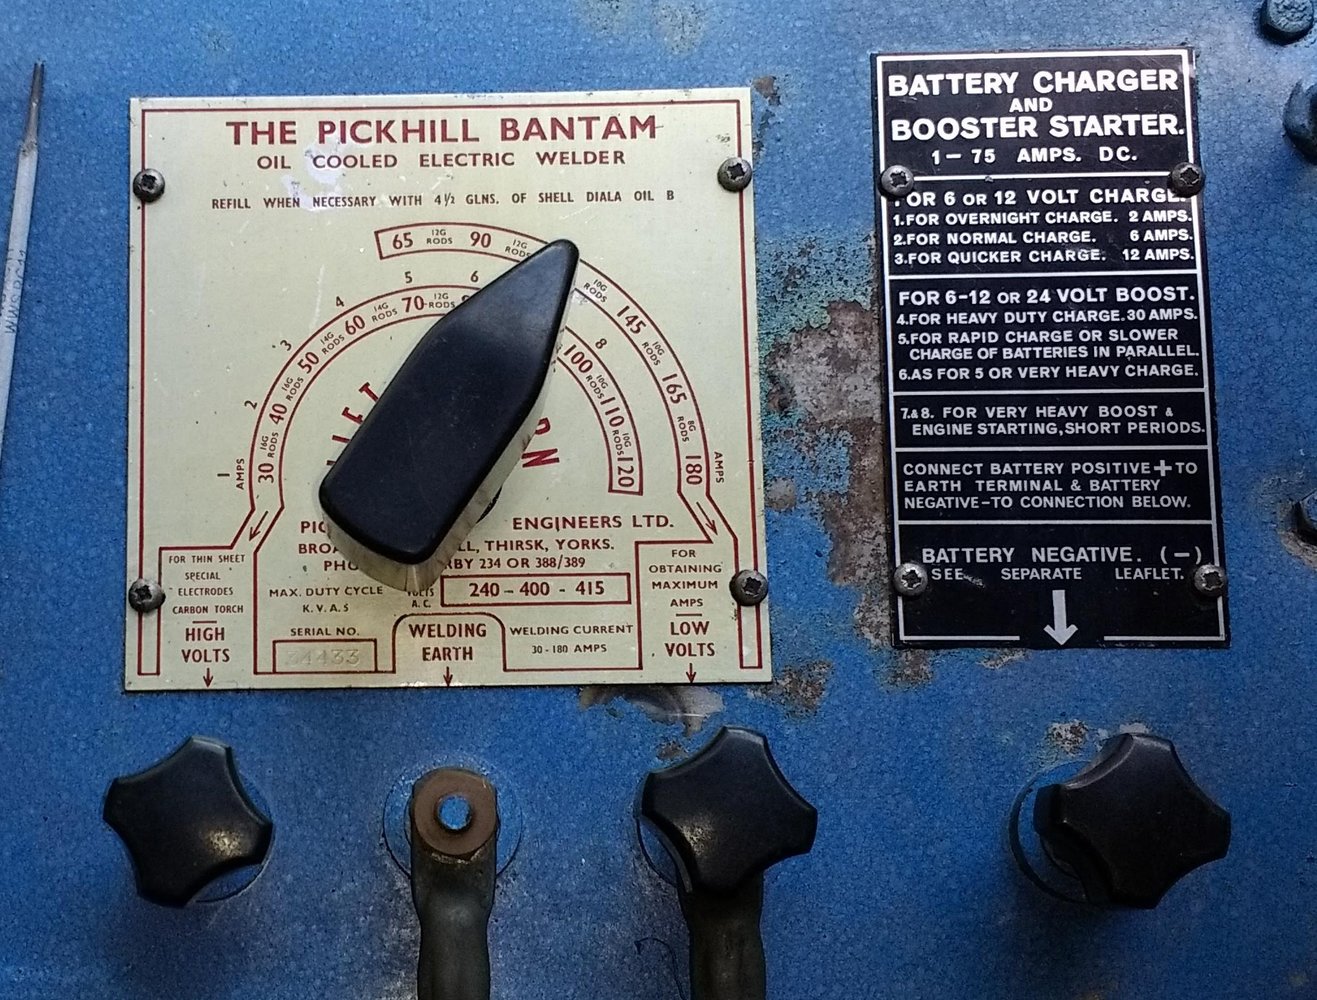 THE PICKHILL BANTAM
OIL COOLED ELECTRIC WELDER
REFILL WHEN NECESSARY WITH 4½ GLNS. OF SHELL DIALA OIL B
65 12G RODS 90 12G RODS 10G RODS 145 10G RODS 165 8G RODS 180 AMPS
1 2 3 4 5 6 8
AMPS 30 16G RODS 40 16G RODS 50 14G RODS 60 14G RODS 70 12G RODS 100 10G RODS 110 10G RODS 120
ENGINEERS LTD.
THIRSK, YORKS.
234 OR 388/389
MAX. DUTY CYCLE
K.V.A.5
VOLTS
A.C.
240 - 400 - 415
SERIAL NO.
34433
FOR THIN SHEET
SPECIAL
ELECTRODES
CARBON TORCH
HIGH
VOLTS
WELDING
EARTH
WELDING CURRENT
30-180 AMPS
FOR
OBTAINING
MAXIMUM
AMPS
LOW
VOLTS
BATTERY CHARGER
AND
BOOSTER STARTER.
1 - 75 AMPS. DC.
FOR 6 OR 12 VOLT CHARGE.
1.FOR OVERNIGHT CHARGE. 2 AMPS.
2.FOR NORMAL CHARGE. 6 AMPS.
3.FOR QUICKER CHARGE. 12 AMPS.
FOR 6-12 OR 24 VOLT BOOST.
4.FOR HEAVY DUTY CHARGE.30 AMPS.
5.FOR RAPID CHARGE OR SLOWER
CHARGE OF BATTERIES IN PARALLEL.
6.AS FOR 5 OR VERY HEAVY CHARGE.
7.& 8. FOR VERY HEAVY BOOST &
ENGINE STARTING,SHORT PERIODS.
CONNECT BATTERY POSITIVE + TO
EARTH TERMINAL & BATTERY
NEGATIVE - TO CONNECTION BELOW.
BATTERY NEGATIVE. (-)
SEE SEPARATE LEAFLET.